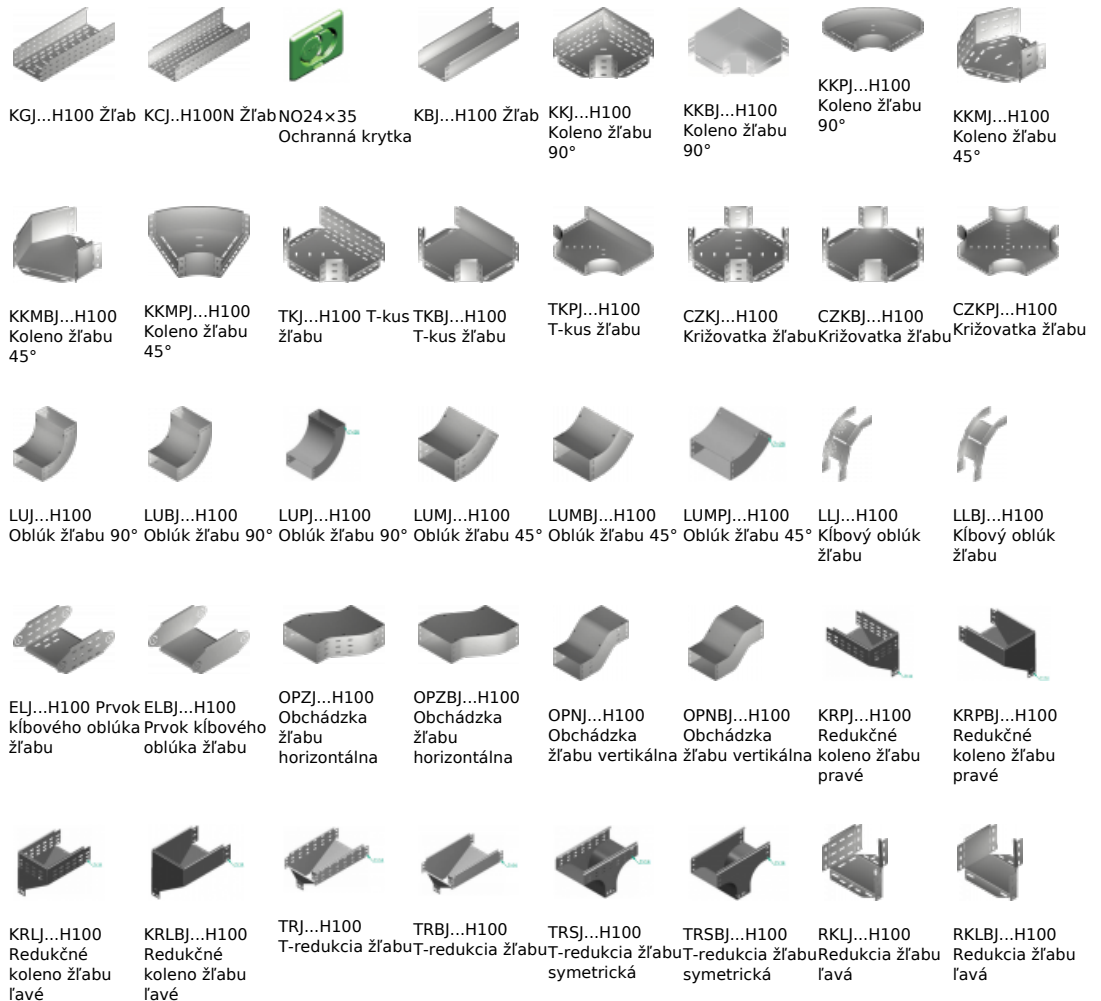 KGJ...H100 Žľab
KCJ..H100N Žľab
NO24×35
Ochranná krytka
KBJ...H100 Žľab
KKJ...H100
Koleno žľabu
90°
KKBJ...H100
Koleno žľabu
90°
KKPJ...H100
Koleno žľabu
90°
KKMJ...H100
Koleno žľabu
45°
KKMBJ...H100
Koleno žľabu
45°
KKMPJ...H100
Koleno žľabu
45°
TKJ...H100 T-kus
žľabu
TKBJ...H100
T-kus žľabu
TKPJ...H100
T-kus žľabu
CZKJ...H100
Križovatka žľabu
CZKBJ...H100
Križovatka žľabu
CZKPJ...H100
Križovatka žľabu
LUJ...H100
Oblúk žľabu 90°
LUBJ...H100
Oblúk žľabu 90°
LUPJ...H100
Oblúk žľabu 90°
LUMJ...H100
Oblúk žľabu 45°
LUMBJ...H100
Oblúk žľabu 45°
LUMPJ...H100
Oblúk žľabu 45°
LLJ...H100
Kĺbový oblúk
žľabu
LLBJ...H100
Kĺbový oblúk
žľabu
ELJ...H100 Prvok
kĺbového oblúka
žľabu
ELBJ...H100
Prvok kĺbového
oblúka žľabu
OPZJ...H100
Obchádzka
žľabu
horizontálna
OPZBJ...H100
Obchádzka
žľabu
horizontálna
OPNJ...H100
Obchádzka
žľabu vertikálna
OPNBJ...H100
Obchádzka
žľabu vertikálna
KRPJ...H100
Redukčné
koleno žľabu
pravé
KRPBJ...H100
Redukčné
koleno žľabu
pravé
KRLJ...H100
Redukčné
koleno žľabu
ľavé
KRLBJ...H100
Redukčné
koleno žľabu
ľavé
TRJ...H100
T-redukcia žľabu
TRBJ...H100
T-redukcia žľabu
TRSJ...H100
T-redukcia žľabu
symetrická
TRSBJ...H100
T-redukcia žľabu
symetrická
RKLJ...H100
Redukcia žľabu
ľavá
RKLBJ...H100
Redukcia žľabu
ľavá